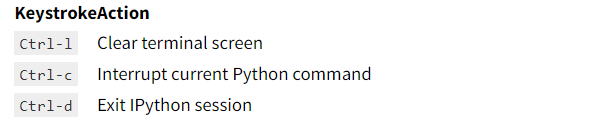 KeystrokeAction
Ctrl-l Clear terminal screen
Ctrl-c Interrupt current Python command
Ctrl-d Exit IPython session